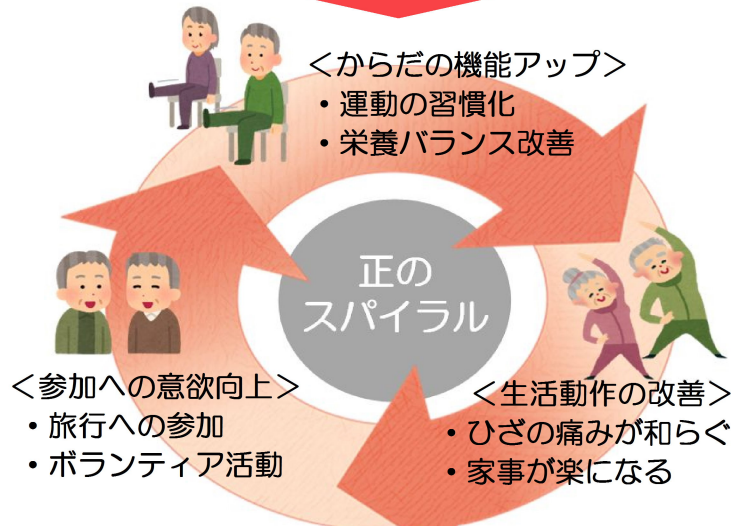 ＜からだの機能アップ＞
・運動の習慣化
・栄養バランス改善
正の
スパイラル
＜生活動作の改善＞
・ひざの痛みが和らぐ
・家事が楽になる
＜参加への意欲向上＞
・旅行への参加
・ボランティア活動